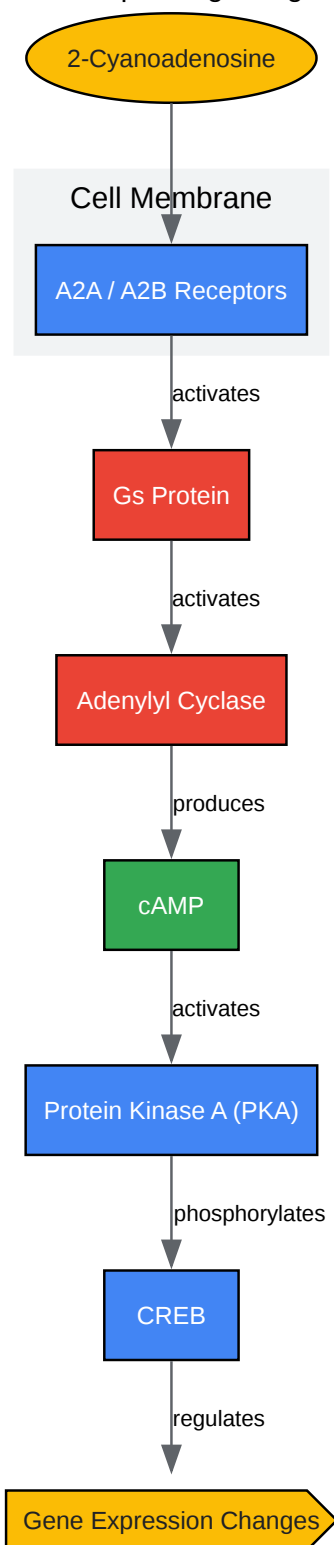 2-Cyanoadenosine
Cell Membrane
A2A / A2B Receptors
activates
Gs Protein
activates
Adenylyl Cyclase
produces
cAMP
activates
Protein Kinase A (PKA)
phosphorylates
CREB
regulates
Gene Expression Changes